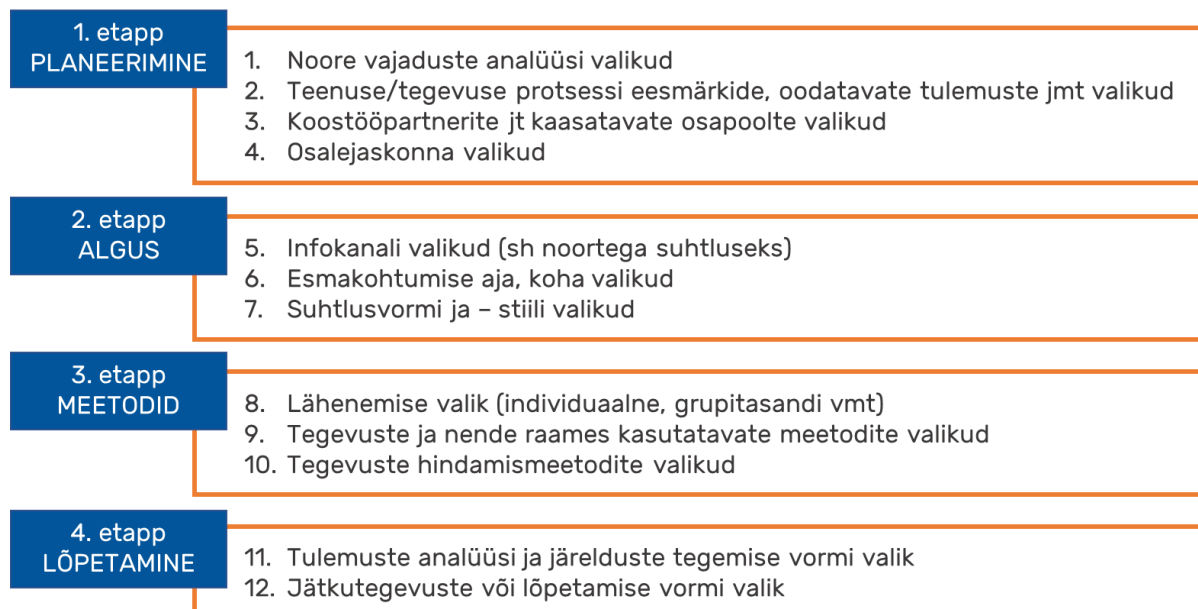 1. etapp
PLANEERIMINE
1. Noore vajaduste analüüsi valikud
2. Teenuse/tegevuse protsessi eesmärkide, oodatavate tulemuste jmt valikud
3. Koostööpartnerite jt kaasatavate osapoolte valikud
4. Osalejaskonna valikud
2. etapp
ALGUS
5. Infokanali valikud (sh noortega suhtluseks)
6. Esmakohtumise aja, koha valikud
7. Suhtlusvormi ja – stiili valikud
3. etapp
MEETODID
8. Lähenemise valik (individuaalne, grupitasandi vmt)
9. Tegevuste ja nende raames kasutatavate meetodite valikud
10. Tegevuste hindamismeetodite valikud
4. etapp
LÕPETAMINE
11. Tulemuste analüüsi ja järelduste tegemise vormi valik
12. Jätkutegevuste või lõpetamise vormi valik